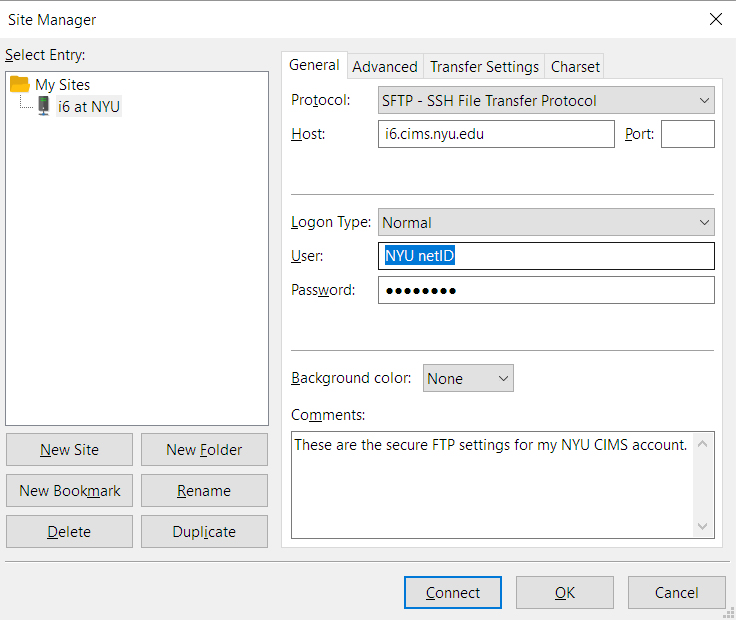 Site Manager
Select Entry:
My Sites
i6 at NYU
New Site
New Folder
New Bookmark
Rename
Delete
Duplicate
General
Advanced
Transfer Settings
Charset
Protocol:
SFTP - SSH File Transfer Protocol
Host:
i6.cims.nyu.edu
Port:
Logon Type:
Normal
User:
NYU netID
Password:
●●●●●●●●
Background color:
None
Comments:
These are the secure FTP settings for my NYU CIMS account.
Connect
OK
Cancel